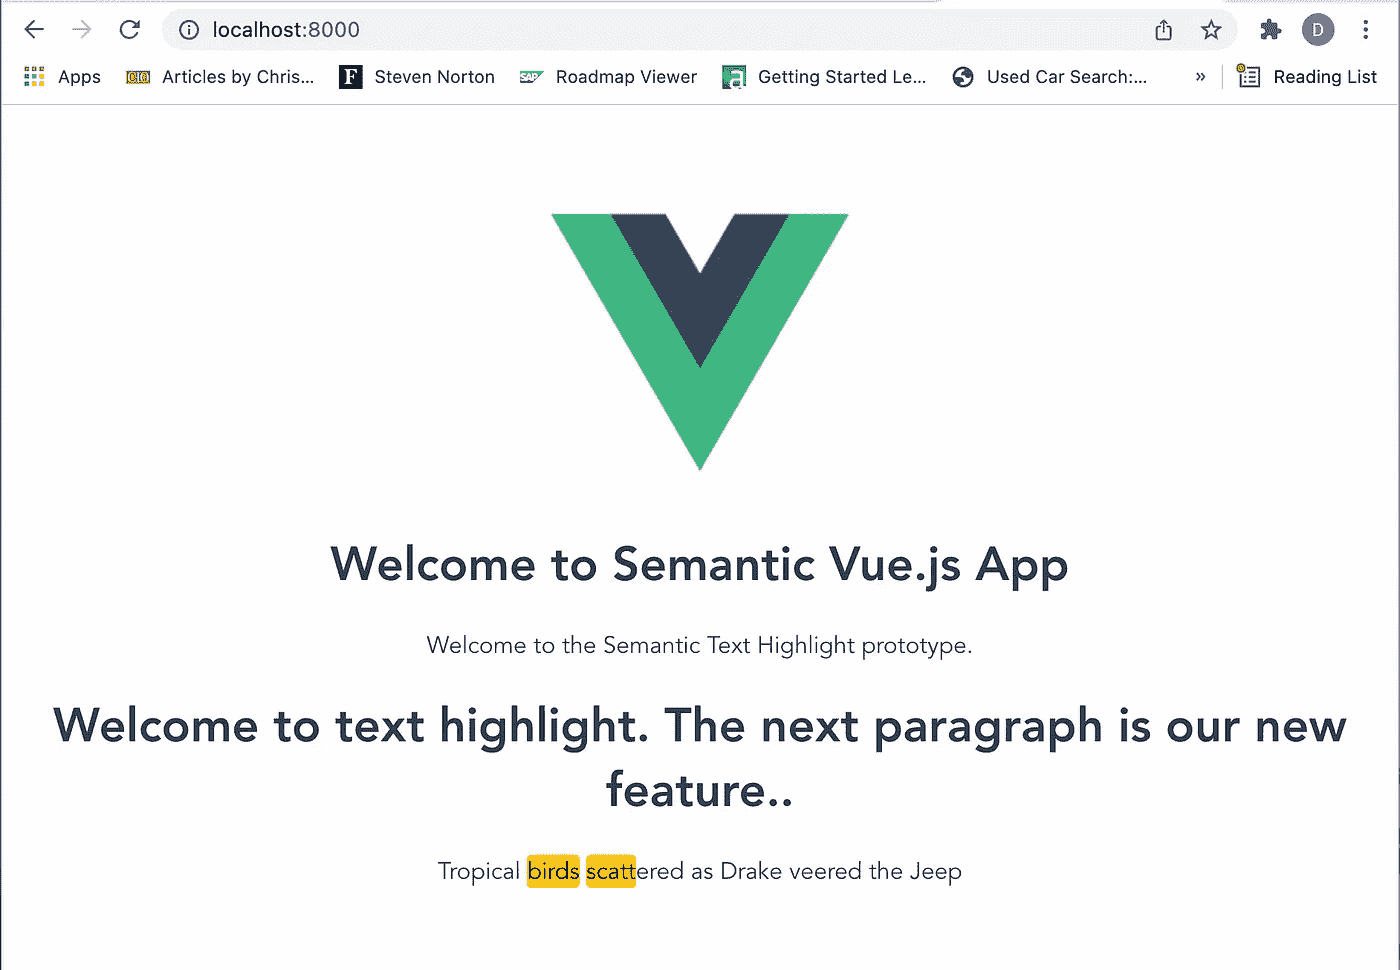 localhost:8000
D
Apps Articles by Chris... F Steven Norton SAP Roadmap Viewer a Getting Started Le... Used Car Search:... » Reading List
Welcome to Semantic Vue.js App
Welcome to the Semantic Text Highlight prototype.
Welcome to text highlight. The next paragraph is our new
feature..
Tropical birds scattered as Drake veered the Jeep